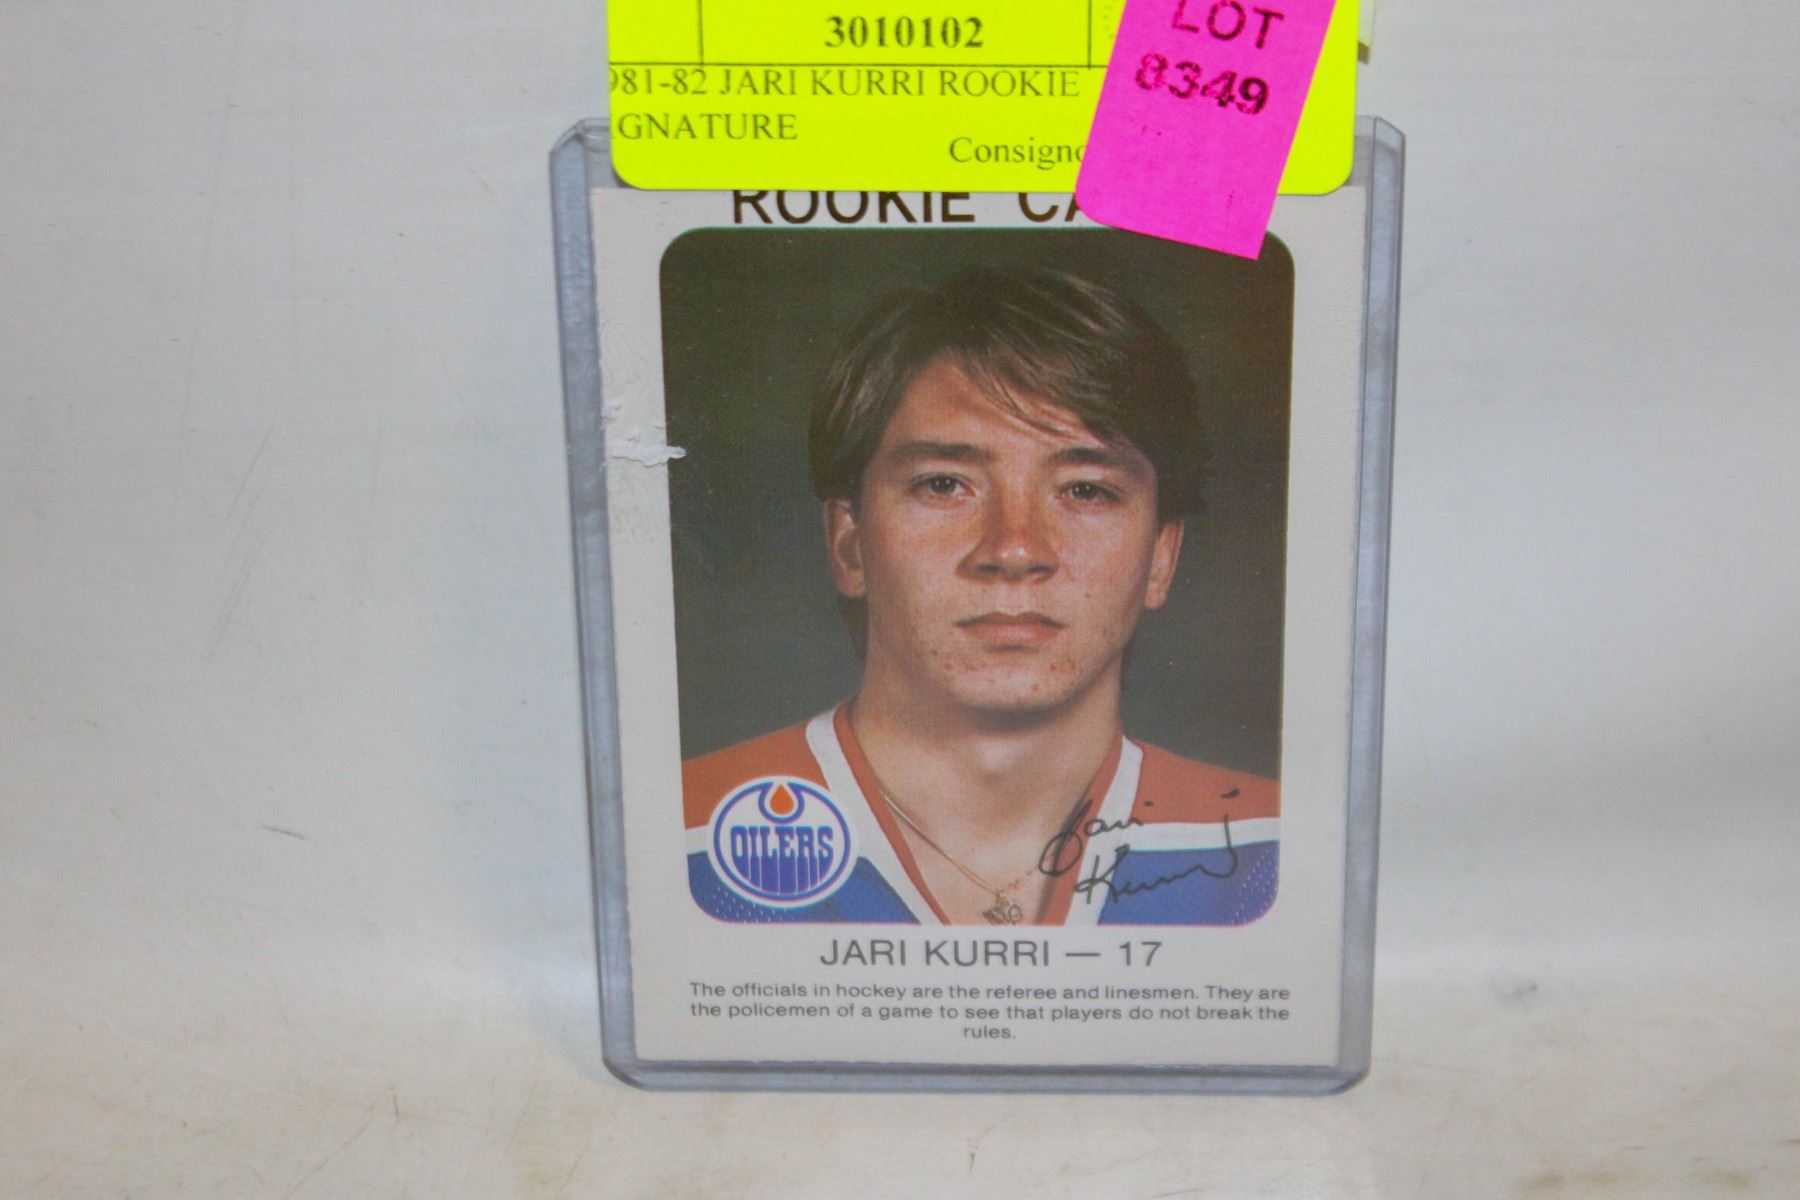 3010102
LOT
8349
981-82 JARI KURRI ROOKIE
GNATURE
Consigno
ROOKIE CA
OILERS
Jari
Kurri
JARI KURRI — 17
The officials in hockey are the referee and linesmen. They are
the policemen of a game to see that players do not break the
rules.